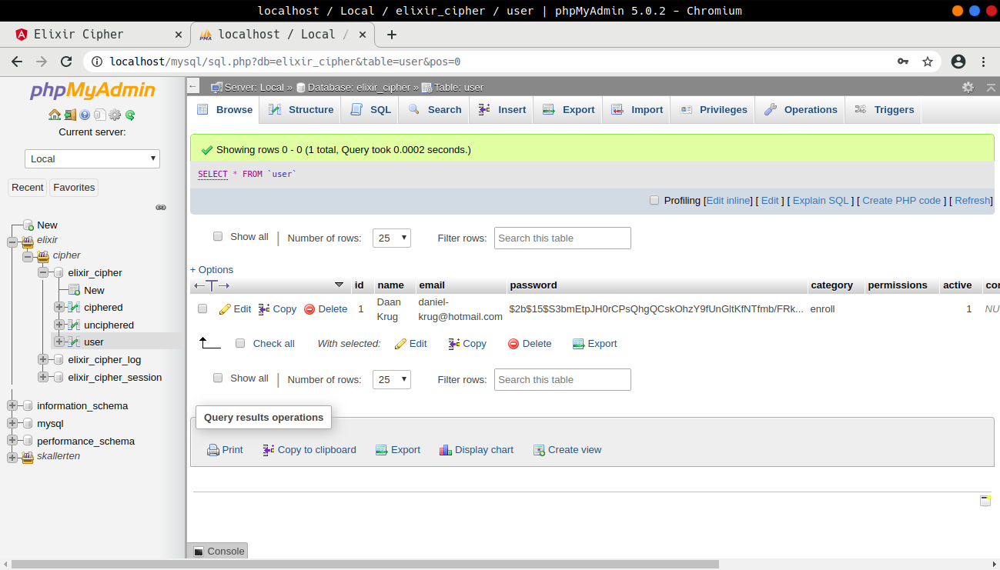 localhost / Local / elixir_cipher / user | phpMyAdmin 5.0.2 - Chromium
Elixir Cipher
localhost / Local /
localhost/mysql/sql.php?db=elixir_cipher&table=user&pos=0
phpMyAdmin
Current server:
Local
Recent Favorites
New
elixir
cipher
elixir_cipher
New
ciphered
unciphered
user
elixir_cipher_log
elixir_cipher_session
information_schema
mysql
performance_schema
skallerten
Server: Local » Database: elixir_cipher » Table: user
Browse Structure SQL Search Insert Export Import Privileges Operations Triggers
Showing rows 0 - 0 (1 total, Query took 0.0002 seconds.)
SELECT * FROM `user`
Profiling [Edit inline] [ Edit ] [ Explain SQL ] [ Create PHP code ] [ Refresh]
Show all | Number of rows: 25 Filter rows: Search this table
+ Options
id name email password category permissions active con
Edit Copy Delete 1 Daan Krug daniel-krug@hotmail.com $2b$15$S3bmEtpJH0rCPsQhgQCskOhzY9fUnGltKfNTfmb/FRk... enroll 1 NU
Check all With selected: Edit Copy Delete Export
Show all | Number of rows: 25 Filter rows: Search this table
Query results operations
Print Copy to clipboard Export Display chart Create view
Console